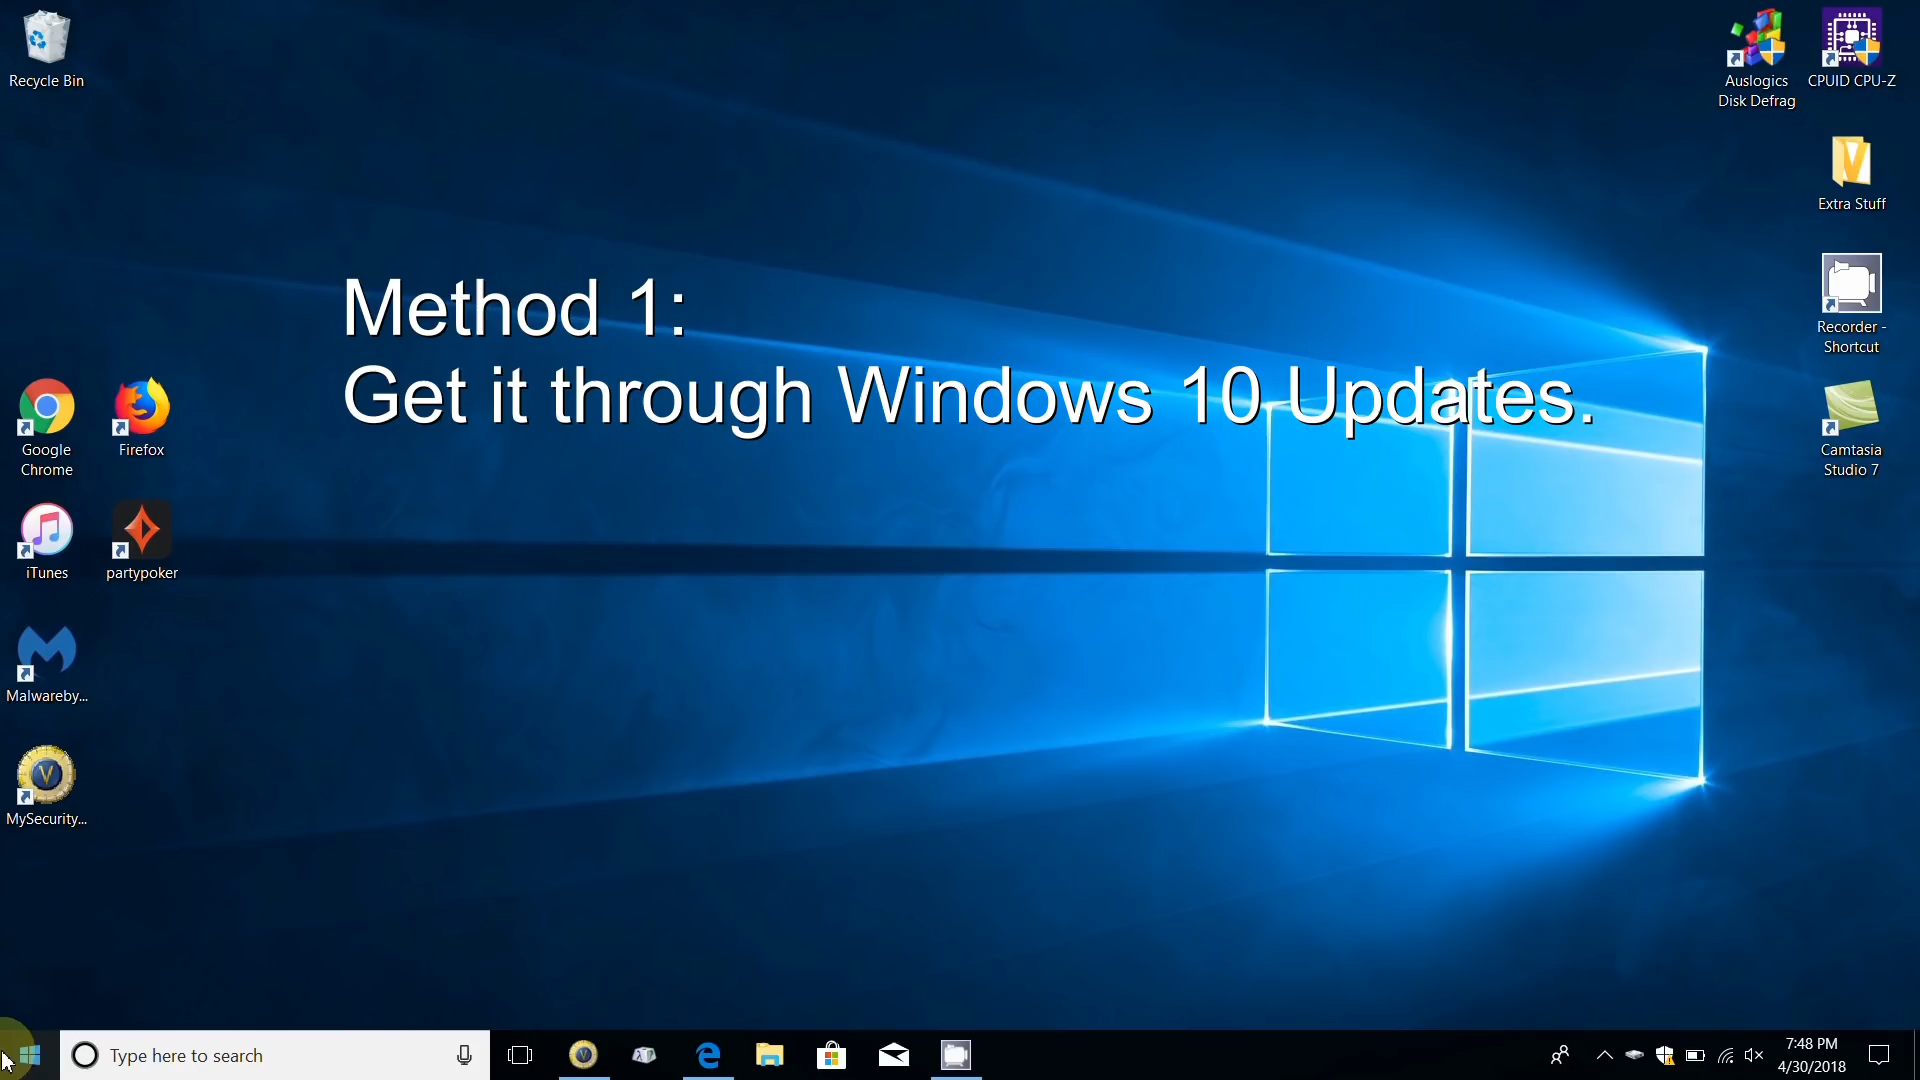 Recycle Bin
Auslogics
Disk Defrag
CPUID CPU-Z
Extra Stuff
Method 1:
Get it through Windows 10 Updates.
Recorder -
Shortcut
Google
Chrome
Firefox
Camtasia
Studio 7
iTunes
partypoker
Malwareby...
MySecurity...
Type here to search
7:48 PM
4/30/2018